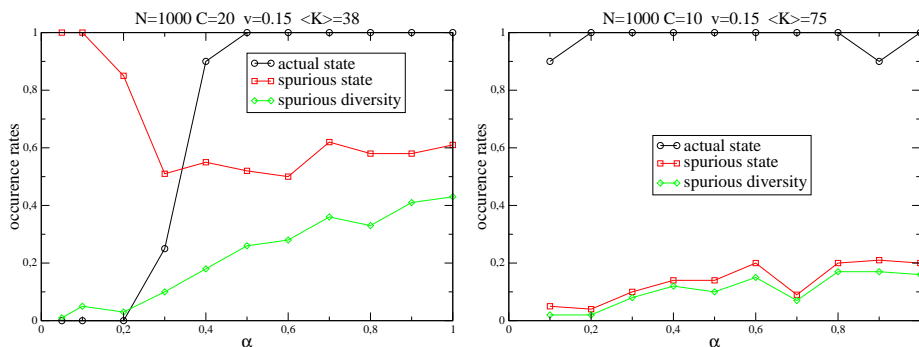 N=1000 C=20 v=0.15 <K>=38
occurence rates
1
0,8
0,6
0,4
0,2
0
actual state
spurious state
spurious diversity
0
0,2
0,4
0,6
0,8
1
α
N=1000 C=10 v=0.15 <K>=75
occurence rates
1
0,8
0,6
0,4
0,2
0
actual state
spurious state
spurious diversity
0
0,2
0,4
0,6
0,8
α